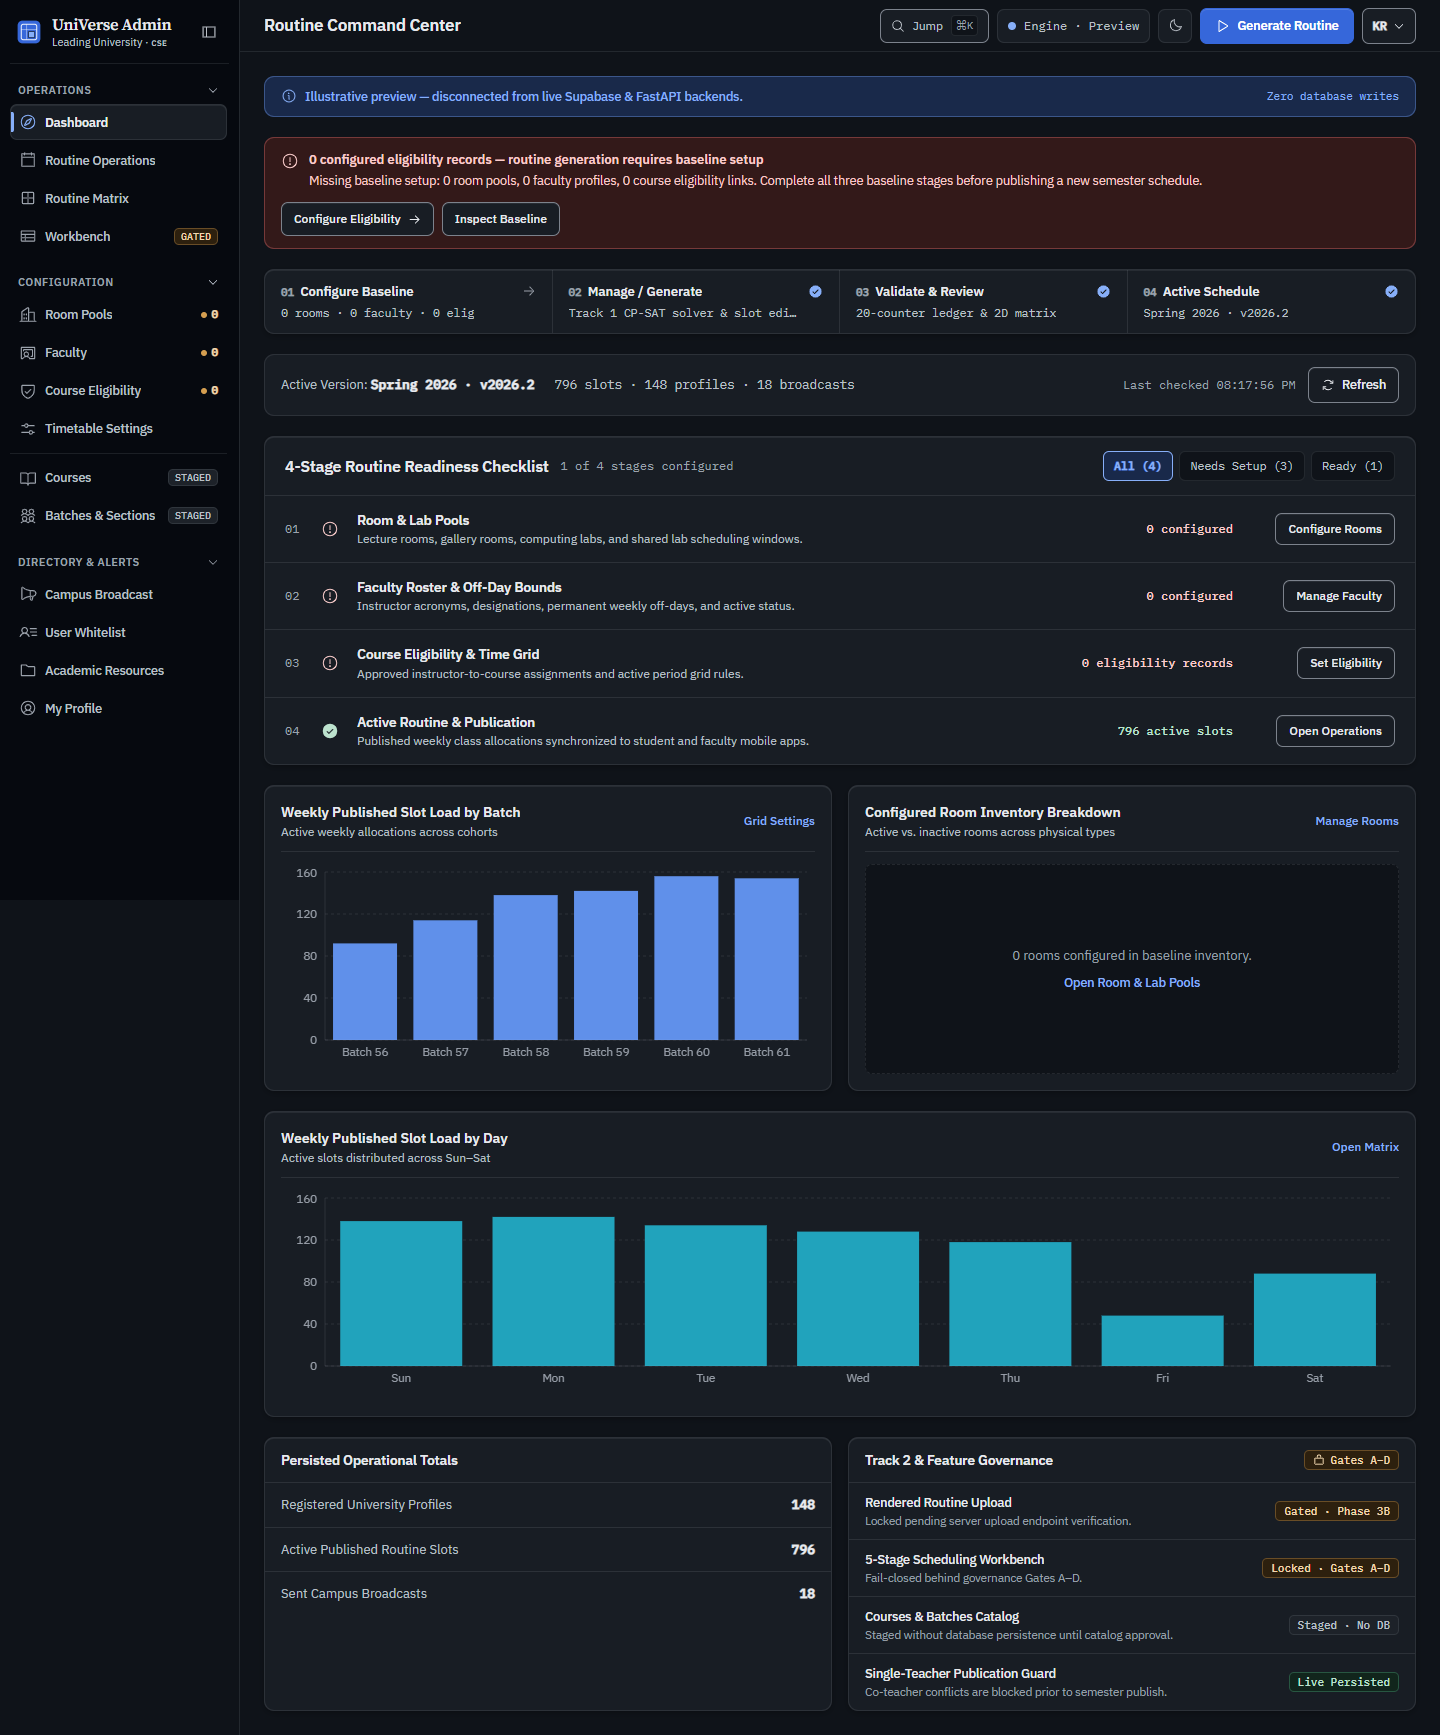 UniVerse Admin
Leading University · CSE
OPERATIONS
Dashboard
Routine Operations
Routine Matrix
Workbench GATED
CONFIGURATION
Room Pools 0
Faculty 0
Course Eligibility 0
Timetable Settings
Courses STAGED
Batches & Sections STAGED
DIRECTORY & ALERTS
Campus Broadcast
User Whitelist
Academic Resources
My Profile
Routine Command Center
Jump ⌘K
Engine · Preview
Generate Routine
KR
Illustrative preview — disconnected from live Supabase & FastAPI backends.
Zero database writes
0 configured eligibility records — routine generation requires baseline setup
Missing baseline setup: 0 room pools, 0 faculty profiles, 0 course eligibility links. Complete all three baseline stages before publishing a new semester schedule.
Configure Eligibility →
Inspect Baseline
01 Configure Baseline →
0 rooms · 0 faculty · 0 elig
02 Manage / Generate
Track 1 CP-SAT solver & slot edi…
03 Validate & Review
20-counter ledger & 2D matrix
04 Active Schedule
Spring 2026 · v2026.2
Active Version: Spring 2026 · v2026.2 796 slots · 148 profiles · 18 broadcasts
Last checked 08:17:56 PM
Refresh
4-Stage Routine Readiness Checklist 1 of 4 stages configured
All (4)
Needs Setup (3)
Ready (1)
01 Room & Lab Pools
Lecture rooms, gallery rooms, computing labs, and shared lab scheduling windows.
0 configured
Configure Rooms
02 Faculty Roster & Off-Day Bounds
Instructor acronyms, designations, permanent weekly off-days, and active status.
0 configured
Manage Faculty
03 Course Eligibility & Time Grid
Approved instructor-to-course assignments and active period grid rules.
0 eligibility records
Set Eligibility
04 Active Routine & Publication
Published weekly class allocations synchronized to student and faculty mobile apps.
796 active slots
Open Operations
Weekly Published Slot Load by Batch
Active weekly allocations across cohorts
Grid Settings
160
120
80
40
0
Batch 56 Batch 57 Batch 58 Batch 59 Batch 60 Batch 61
Configured Room Inventory Breakdown
Active vs. inactive rooms across physical types
Manage Rooms
0 rooms configured in baseline inventory.
Open Room & Lab Pools
Weekly Published Slot Load by Day
Active slots distributed across Sun–Sat
Open Matrix
160
120
80
40
0
Sun Mon Tue Wed Thu Fri Sat
Persisted Operational Totals
Registered University Profiles 148
Active Published Routine Slots 796
Sent Campus Broadcasts 18
Track 2 & Feature Governance
Gates A–D
Rendered Routine Upload
Locked pending server upload endpoint verification.
Gated · Phase 3B
5-Stage Scheduling Workbench
Fail-closed behind governance Gates A–D.
Locked · Gates A–D
Courses & Batches Catalog
Staged without database persistence until catalog approval.
Staged · No DB
Single-Teacher Publication Guard
Co-teacher conflicts are blocked prior to semester publish.
Live Persisted